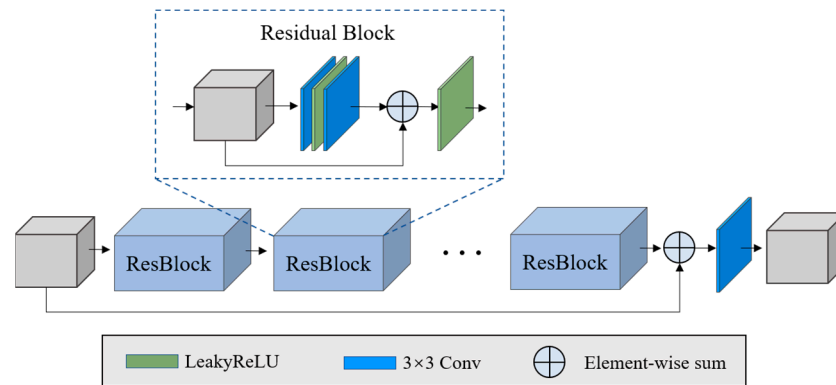 Residual Block
ResBlock
ResBlock
· · ·
ResBlock
LeakyReLU
3×3 Conv
Element-wise sum